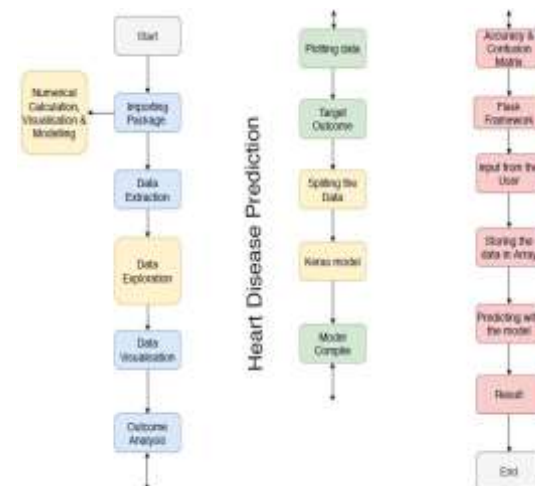 Start
Numerical
Calculation,
Visualisation &
Modelling
Importing
Package
Data
Extraction
Data
Exploration
Data
Visualisation
Outcome
Analysis
Heart Disease Prediction
Plotting data
Target
Outcome
Splitting the
Data
Keras model
Model
Compile
Accuracy &
Confusion
Matrix
Flask
Framework
Input from the
User
Storing the
data in Array
Predicting with
the model
Result
End